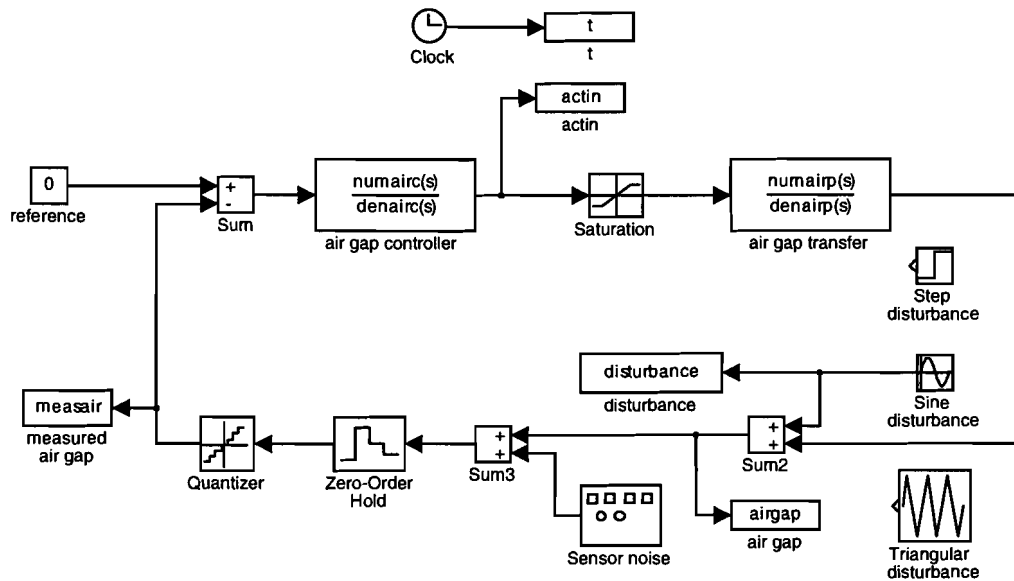 t
Clock
t
actin
actin
0
reference
+
-
Sum
numairc(s)
denairc(s)
air gap controller
Saturation
numairp(s)
denairp(s)
air gap transfer
Step
disturbance
disturbance
disturbance
Sine
disturbance
measair
measured
air gap
Quantizer
Zero-Order
Hold
+
+
Sum3
+
+
Sum2
Sensor noise
airgap
air gap
Triangular
disturbance